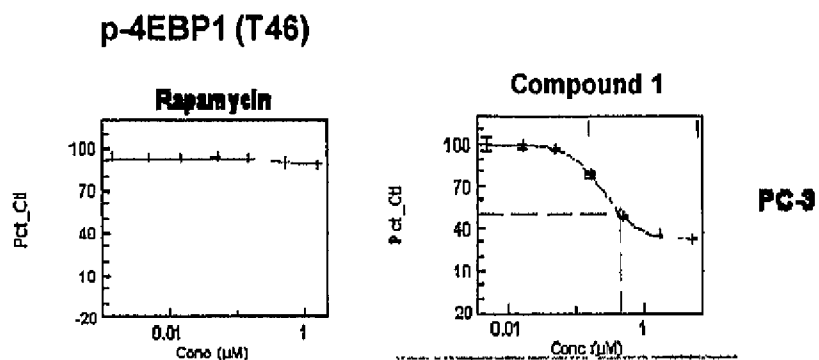 p-4EBP1 (T46)
Rapamycin
Compound 1
Pct_Ctl
100
70
40
10
-20
0.01
1
Conc (µM)
Pct_Ctl
100
70
40
10
20
0.01
1
Conc (µM)
PC-3